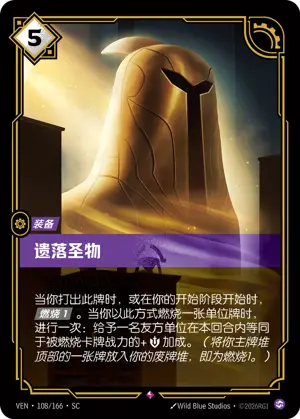 5
装备
遗落圣物
当你打出此牌时,或在你的开始阶段开始时,
燃烧 1 。当你以此方式燃烧一张单位牌时,
进行一次:给予一名友方单位在本回合内等同
于被燃烧卡牌战力的+ 加成。(将你主牌堆
顶部的一张牌放入你的废牌堆,即为燃烧1。)
VEN • 108/166 • SC
Wild Blue Studios • ©2026RGI